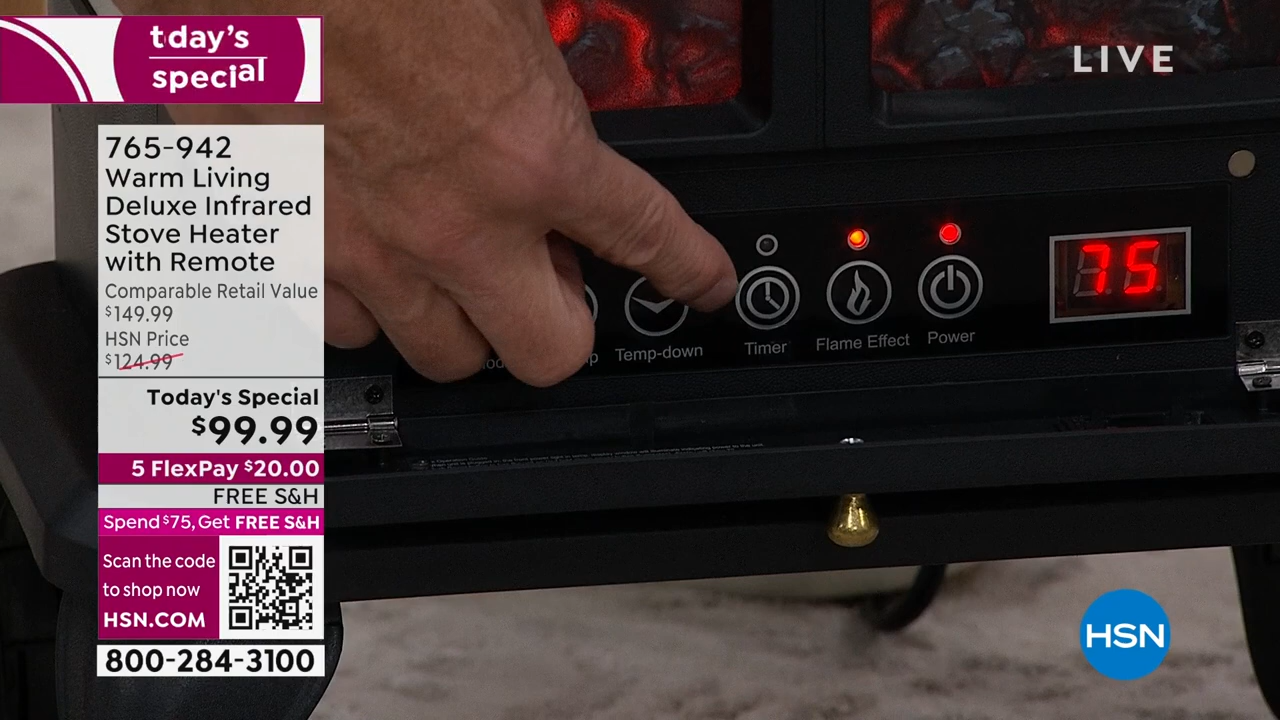 t.day's
special
LIVE
765-942
Warm Living
Deluxe Infrared
Stove Heater
with Remote
Comparable Retail Value
$149.99
HSN Price
$124.99
Today's Special
$99.99
5 FlexPay $20.00
FREE S&H
Spend $75, Get FREE S&H
Scan the code
to shop now
HSN.COM
800-284-3100
75
Temp-down
Timer
Flame Effect
Power
HSN